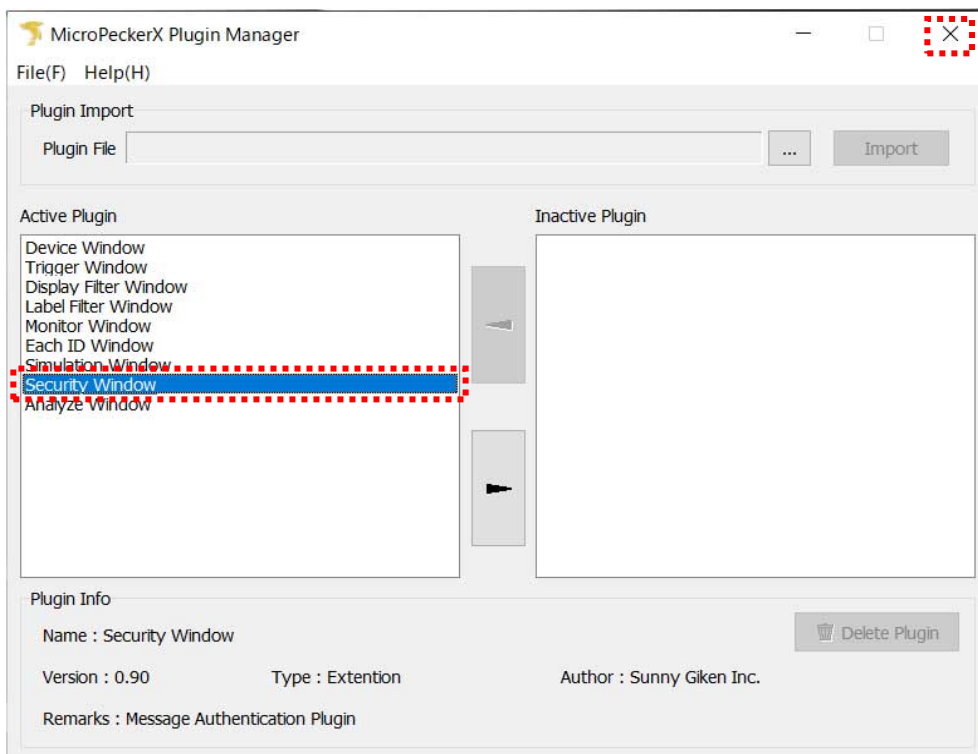 MicroPeckerX Plugin Manager
File(F) Help(H)
Plugin Import
Plugin File ... Import
Active Plugin Inactive Plugin
Device Window
Trigger Window
Display Filter Window
Label Filter Window
Monitor Window
Each ID Window
Simulation Window
Security Window
Analyze Window
Plugin Info
Name : Security Window Delete Plugin
Version : 0.90 Type : Extention Author : Sunny Giken Inc.
Remarks : Message Authentication Plugin